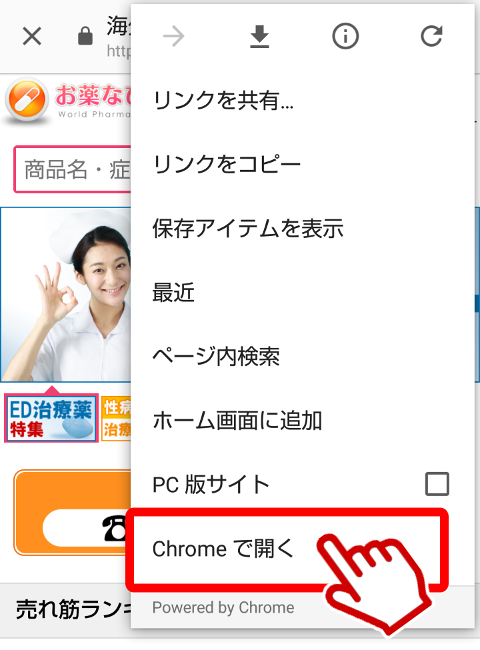 海
http
リンクを共有...
お薬な
World Pharma
リンクをコピー
商品名・症
保存アイテムを表示
最近
ページ内検索
ED治療薬
特集
性病
治療
ホーム画面に追加
PC 版サイト
Chrome で開く
Powered by Chrome
売れ筋ランキ